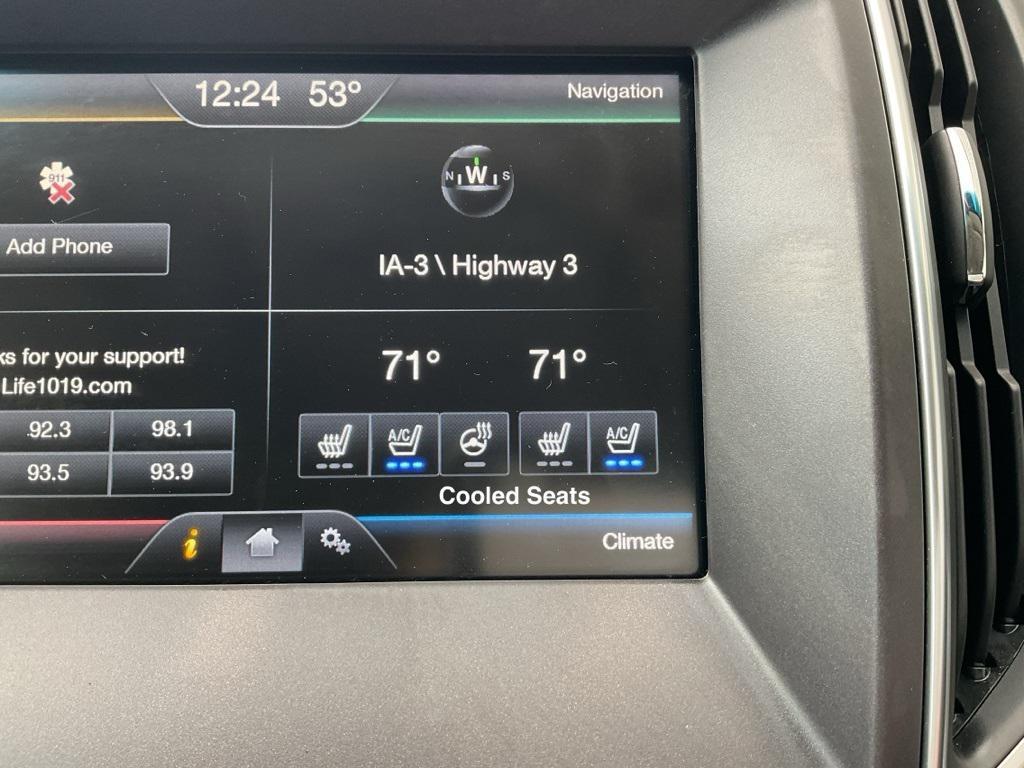 12:24 53°
Navigation
911
N W S
Add Phone
IA-3 \ Highway 3
ks for your support!
Life1019.com
71° 71°
92.3 98.1
93.5 93.9
A/C A/C
Cooled Seats
i
Climate